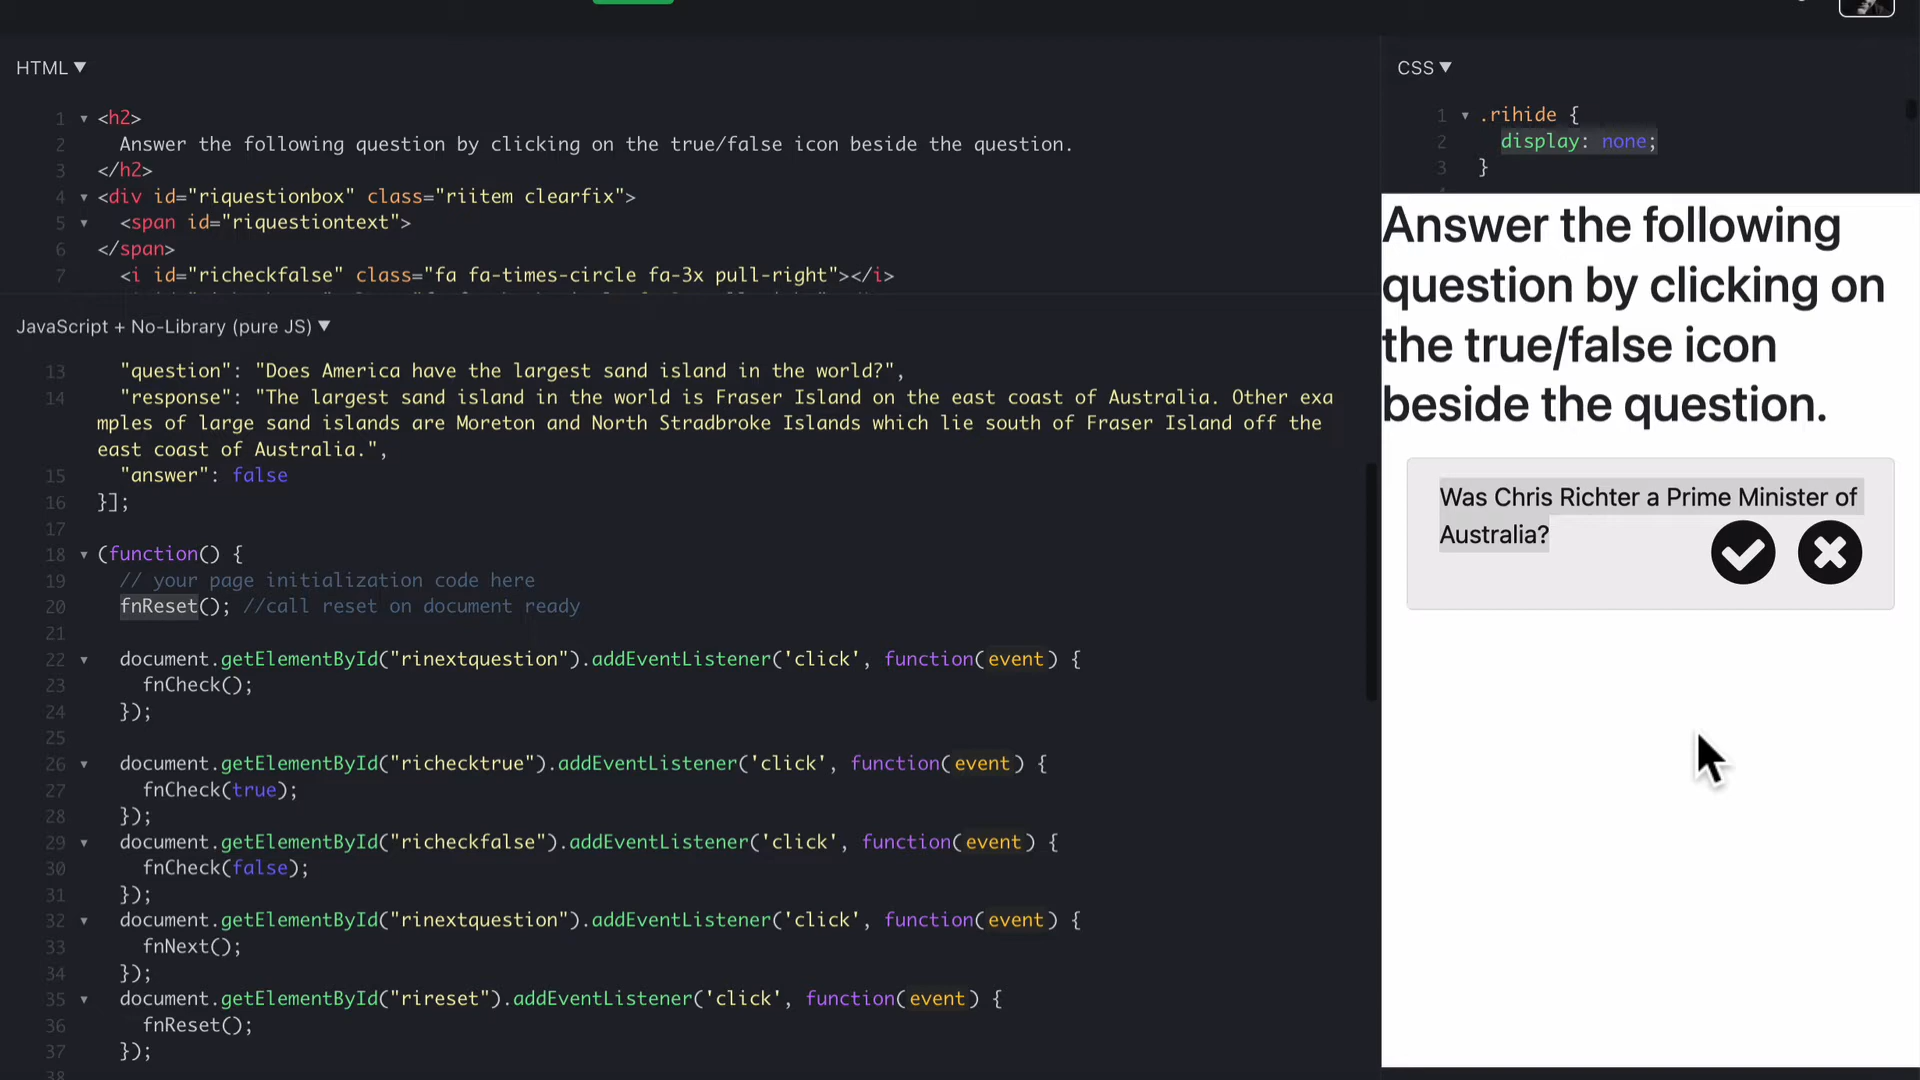 HTML ▼
1 ▾ <h2>
2 Answer the following question by clicking on the true/false icon beside the question.
3 </h2>
4 ▾ <div id="riquestionbox" class="riitem clearfix">
5 ▾ <span id="riquestiontext">
6 </span>
7 <i id="richeckfalse" class="fa fa-times-circle fa-3x pull-right"></i>
JavaScript + No-Library (pure JS) ▼
13 "question": "Does America have the largest sand island in the world?",
14 "response": "The largest sand island in the world is Fraser Island on the east coast of Australia. Other exa
mples of large sand islands are Moreton and North Stradbroke Islands which lie south of Fraser Island off the
east coast of Australia.",
15 "answer": false
16 }];
17
18 ▾ (function() {
19 // your page initialization code here
20 fnReset(); //call reset on document ready
21
22 ▾ document.getElementById("rinextquestion").addEventListener('click', function(event) {
23 fnCheck();
24 });
25
26 ▾ document.getElementById("richecktrue").addEventListener('click', function(event) {
27 fnCheck(true);
28 });
29 ▾ document.getElementById("richeckfalse").addEventListener('click', function(event) {
30 fnCheck(false);
31 });
32 ▾ document.getElementById("rinextquestion").addEventListener('click', function(event) {
33 fnNext();
34 });
35 ▾ document.getElementById("rireset").addEventListener('click', function(event) {
36 fnReset();
37 });
38
CSS ▼
1 ▾ .rihide {
2 display: none;
3 }
Answer the following
question by clicking on
the true/false icon
beside the question.
Was Chris Richter a Prime Minister of
Australia?